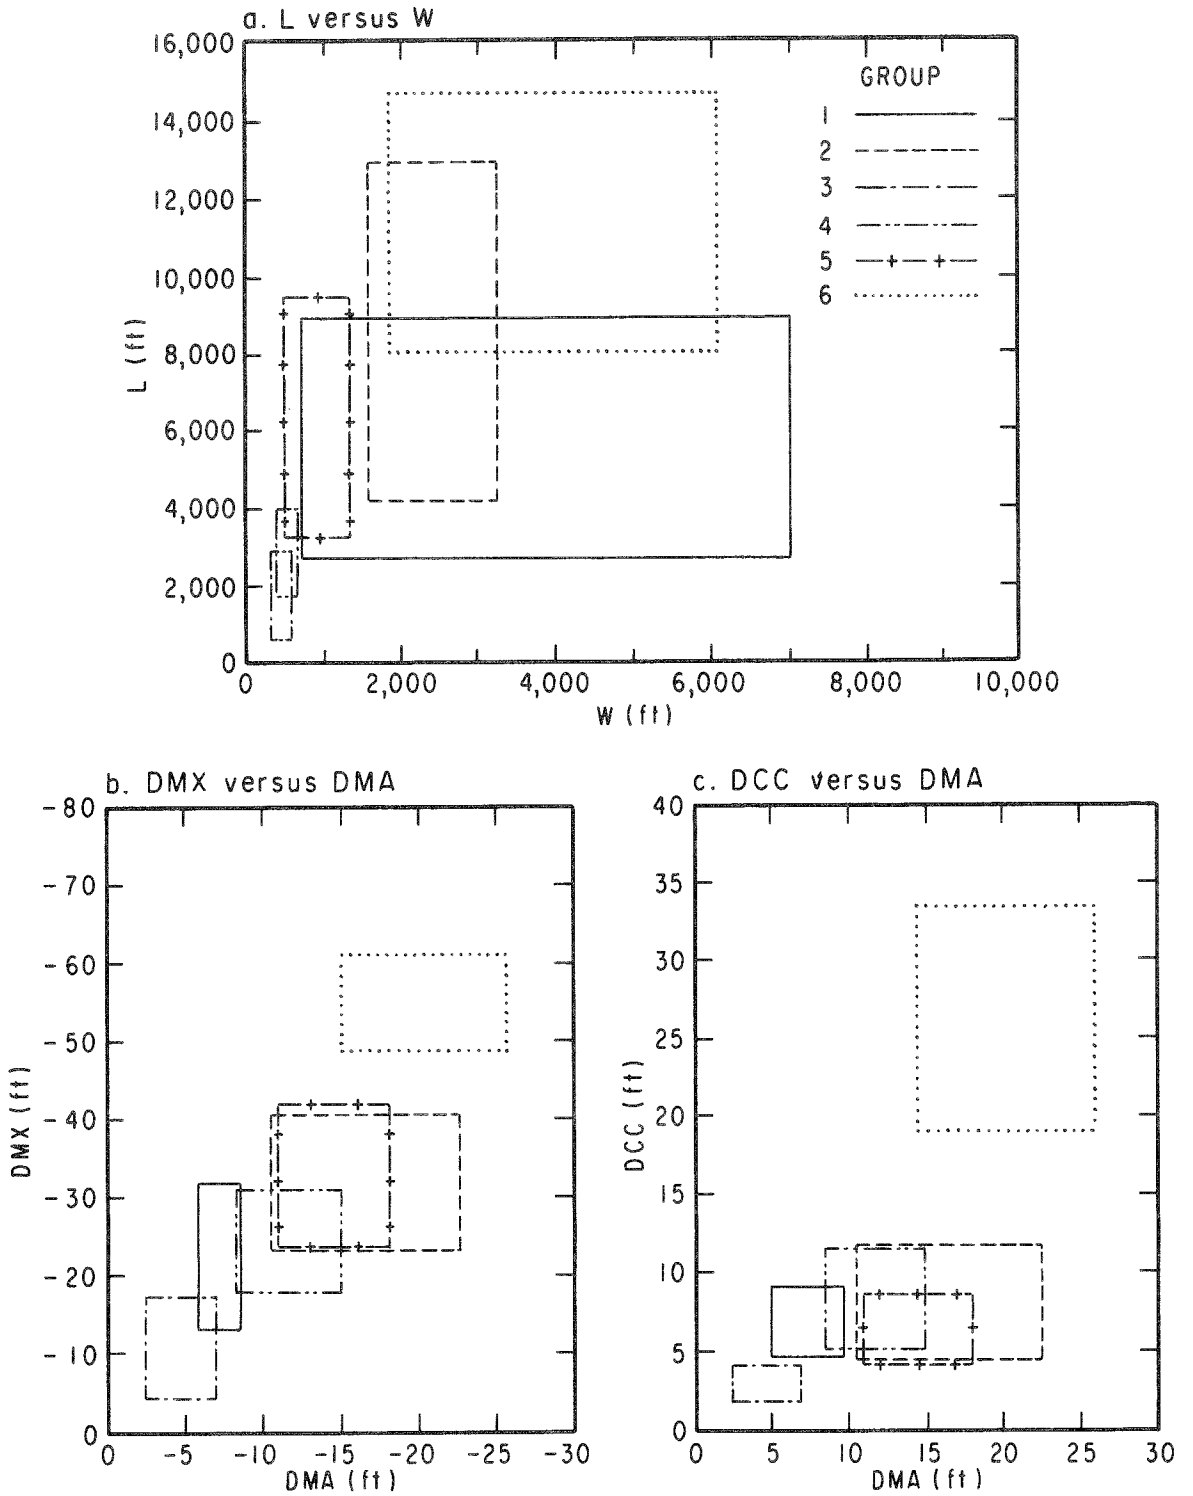 a. L versus W
16,000
14,000
12,000
10,000
8,000
6,000
4,000
2,000
0
L (ft)
GROUP
1
2
3
4
5
6
0 2,000 4,000 6,000 8,000 10,000
W (ft)
b. DMX versus DMA
-80
-70
-60
-50
-40
-30
-20
-10
0
DMX (ft)
0 -5 -10 -15 -20 -25 -30
DMA (ft)
c. DCC versus DMA
40
35
30
25
20
15
10
5
0
DCC (ft)
0 5 10 15 20 25 30
DMA (ft)